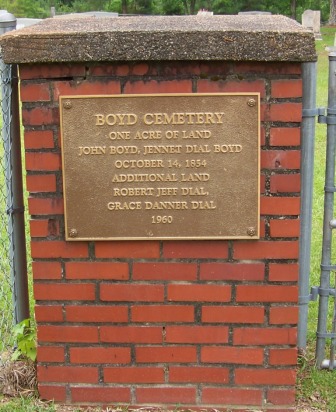 BOYD CEMETERY
ONE ACRE OF LAND
JOHN BOYD, JENNET DIAL BOYD
OCTOBER 14, 1854
ADDITIONAL LAND
ROBERT JEFF DIAL,
GRACE DANNER DIAL
1960